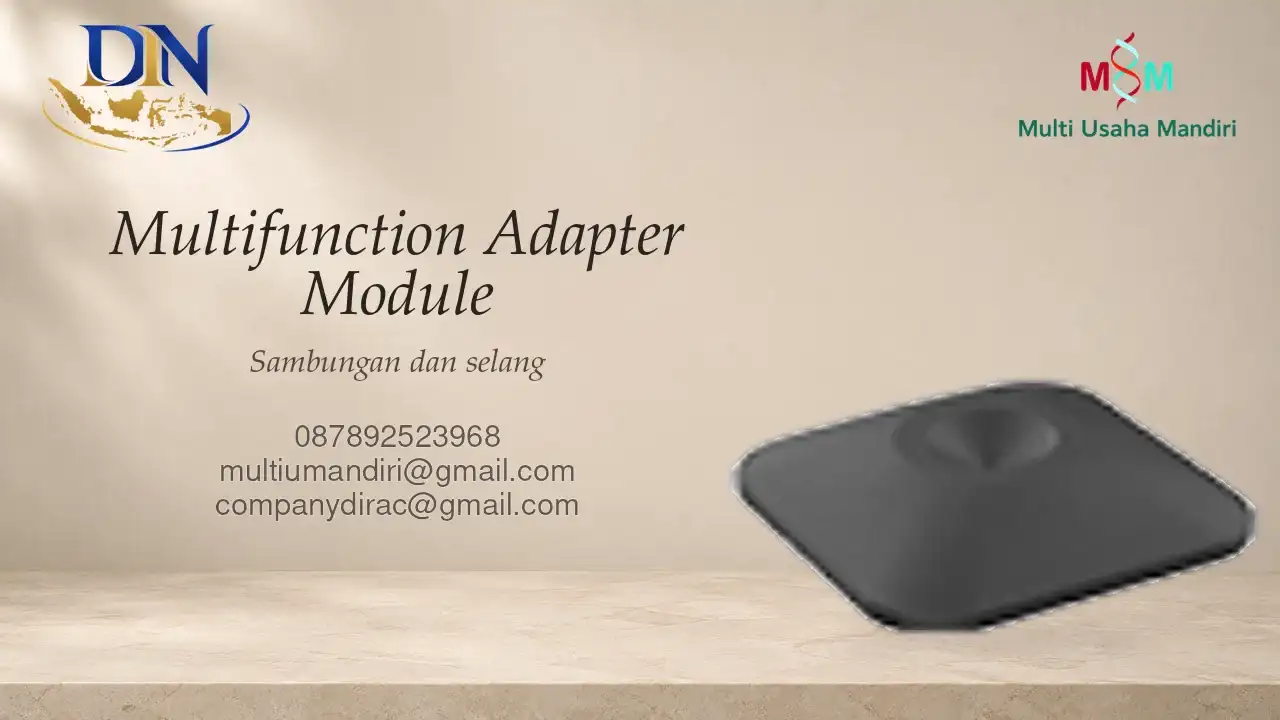 DN
MSM
Multi Usaha Mandiri
Multifunction Adapter
Module
Sambungan dan selang
087892523968
multiumandiri@gmail.com
companydirac@gmail.com